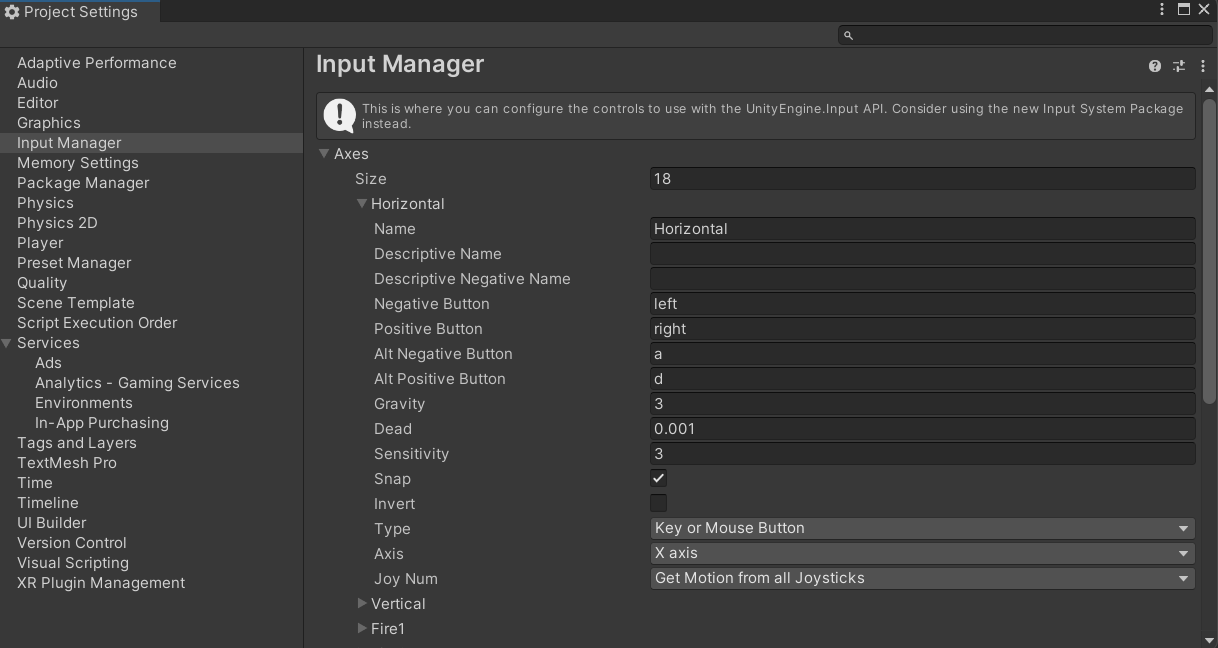 Project Settings
Adaptive Performance
Audio
Editor
Graphics
Input Manager
Memory Settings
Package Manager
Physics
Physics 2D
Player
Preset Manager
Quality
Scene Template
Script Execution Order
Services
Ads
Analytics - Gaming Services
Environments
In-App Purchasing
Tags and Layers
TextMesh Pro
Time
Timeline
UI Builder
Version Control
Visual Scripting
XR Plugin Management
Input Manager
This is where you can configure the controls to use with the UnityEngine.Input API. Consider using the new Input System Package
instead.
Axes
Size 18
Horizontal
Name Horizontal
Descriptive Name
Descriptive Negative Name
Negative Button left
Positive Button right
Alt Negative Button a
Alt Positive Button d
Gravity 3
Dead 0.001
Sensitivity 3
Snap
Invert
Type Key or Mouse Button
Axis X axis
Joy Num Get Motion from all Joysticks
Vertical
Fire1